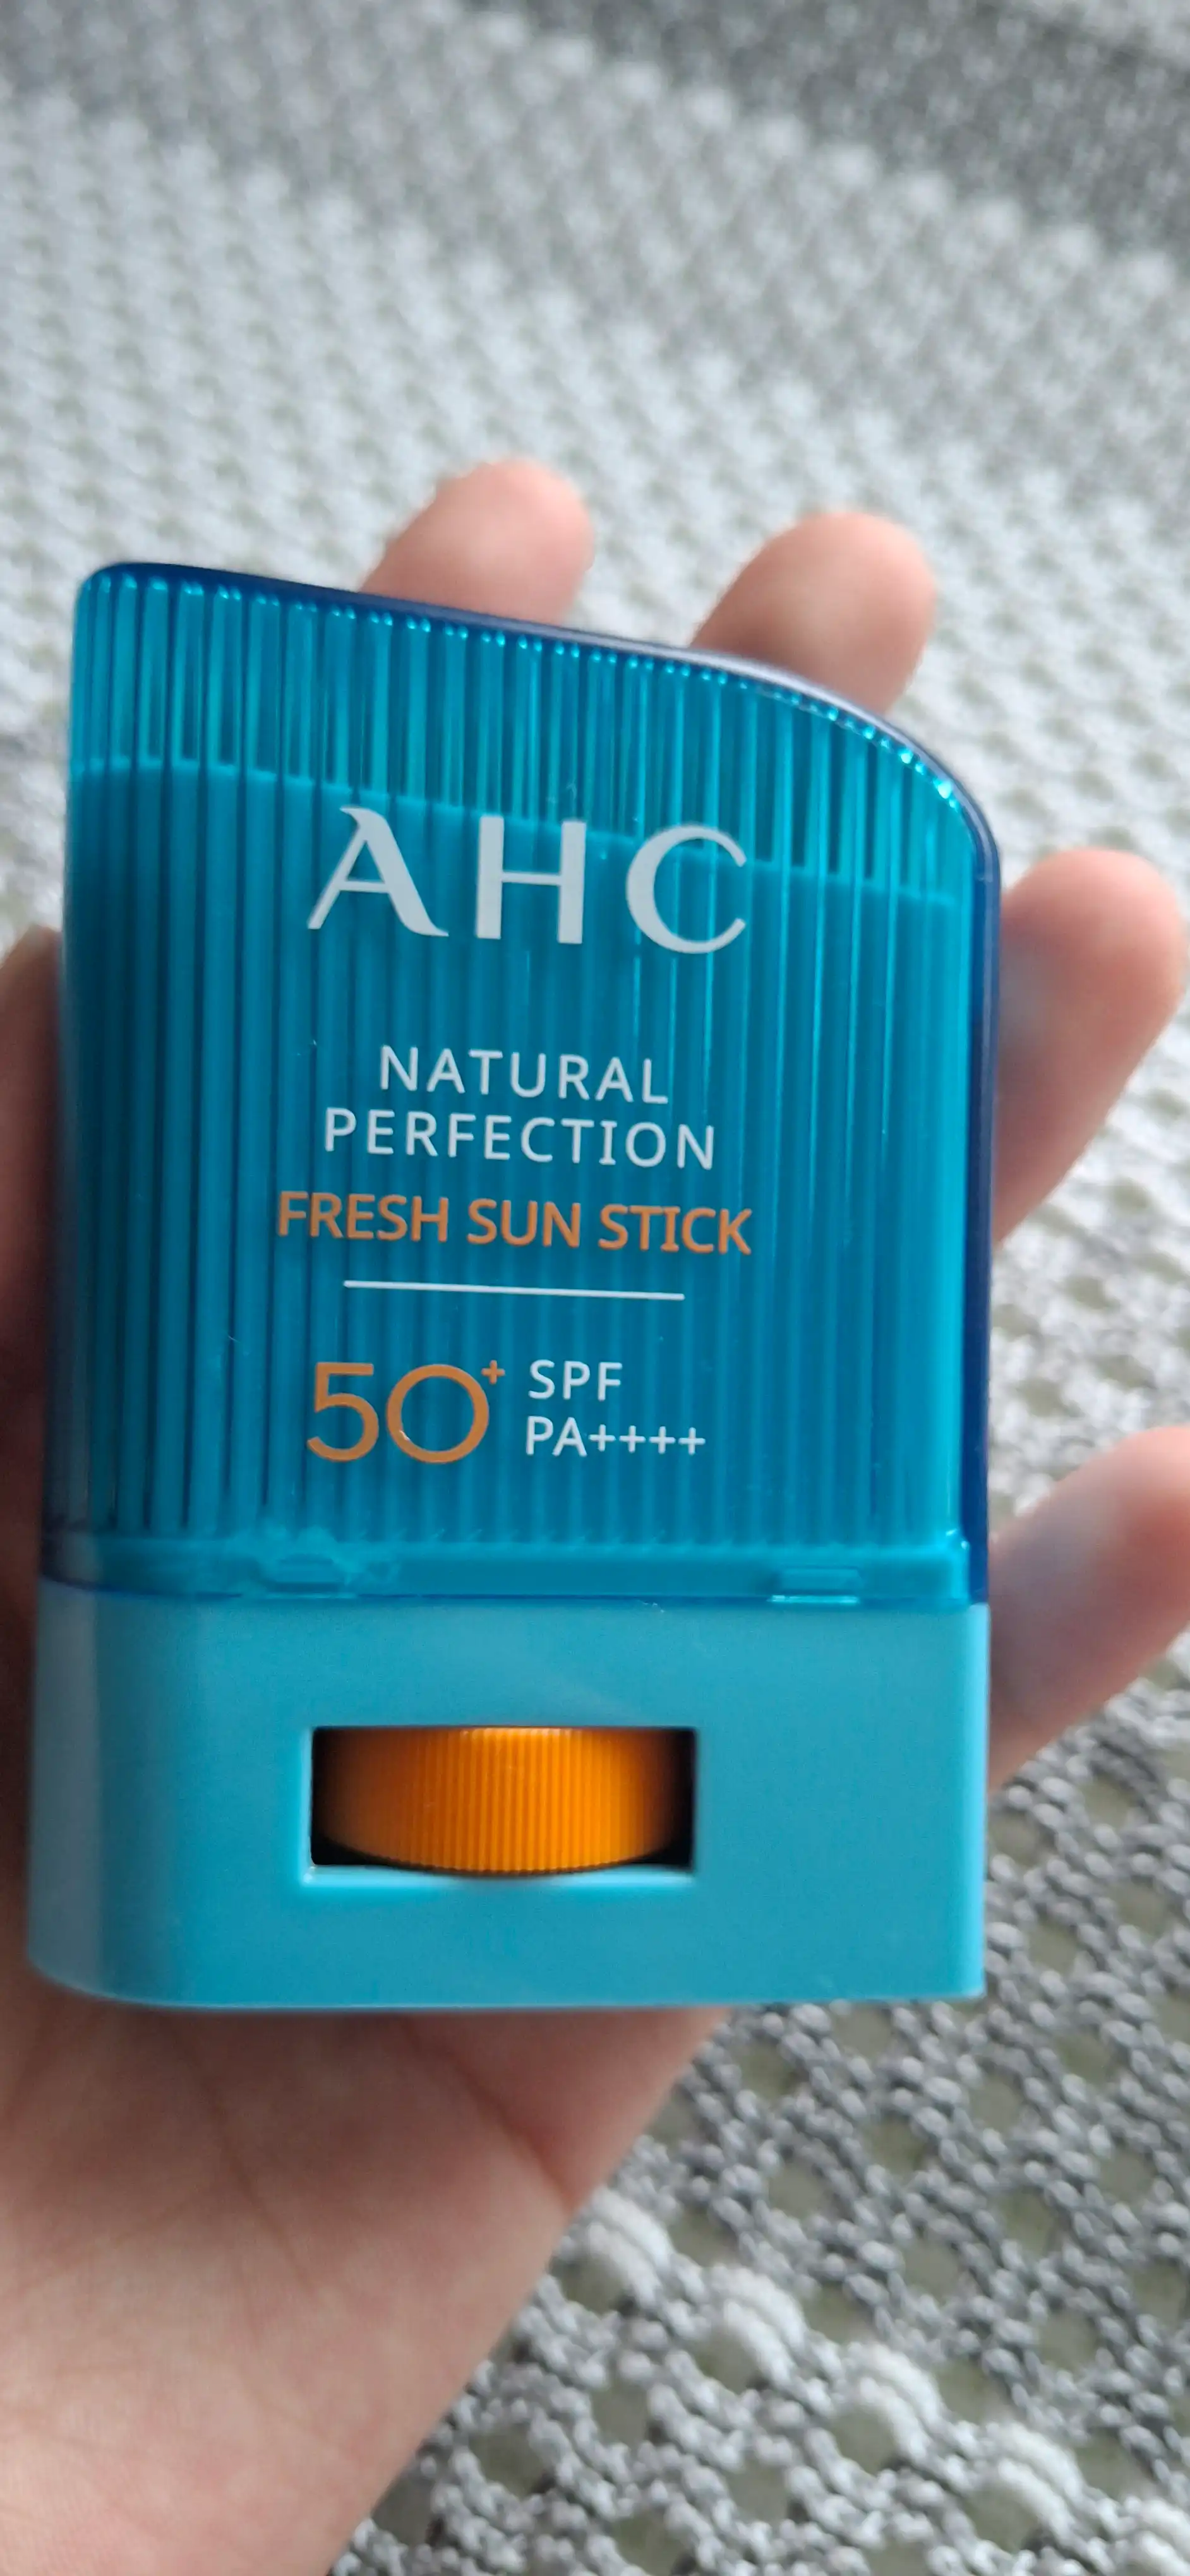 AHC
NATURAL
PERFECTION
FRESH SUN STICK
50+ SPF
PA++++